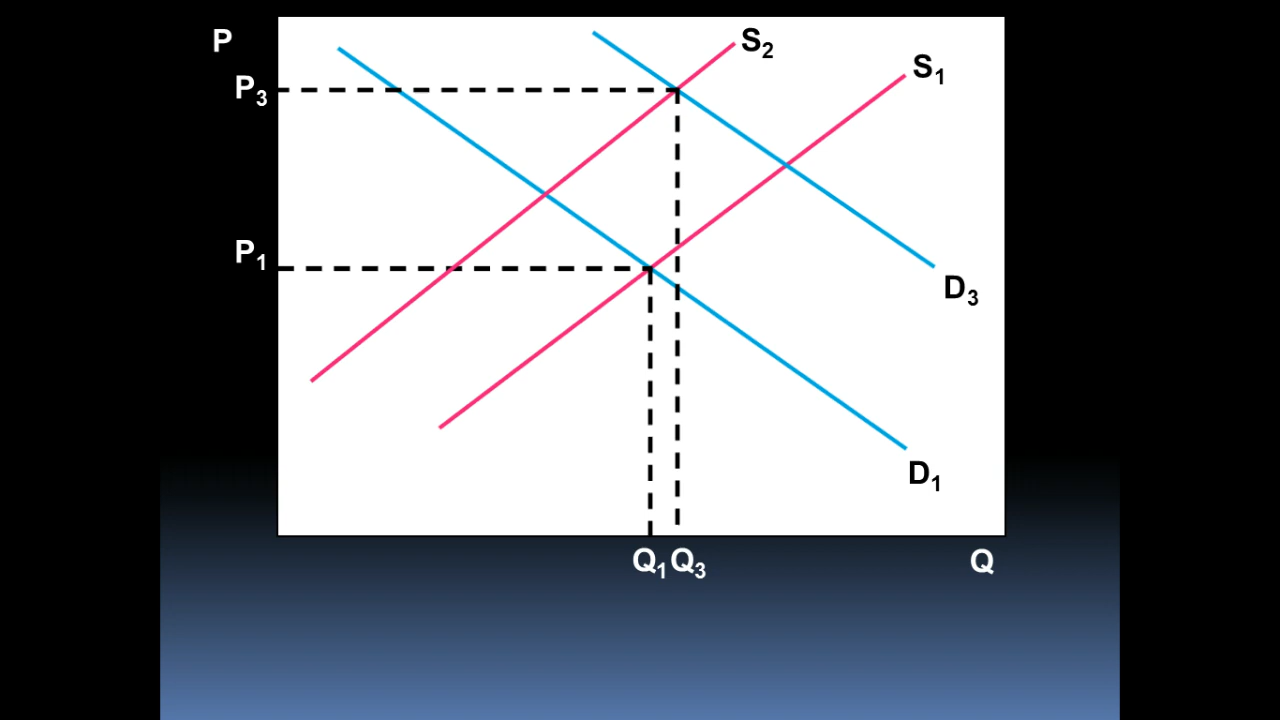 P
S₂
S₁
P₃
P₁
D₃
D₁
Q₁ Q₃ Q